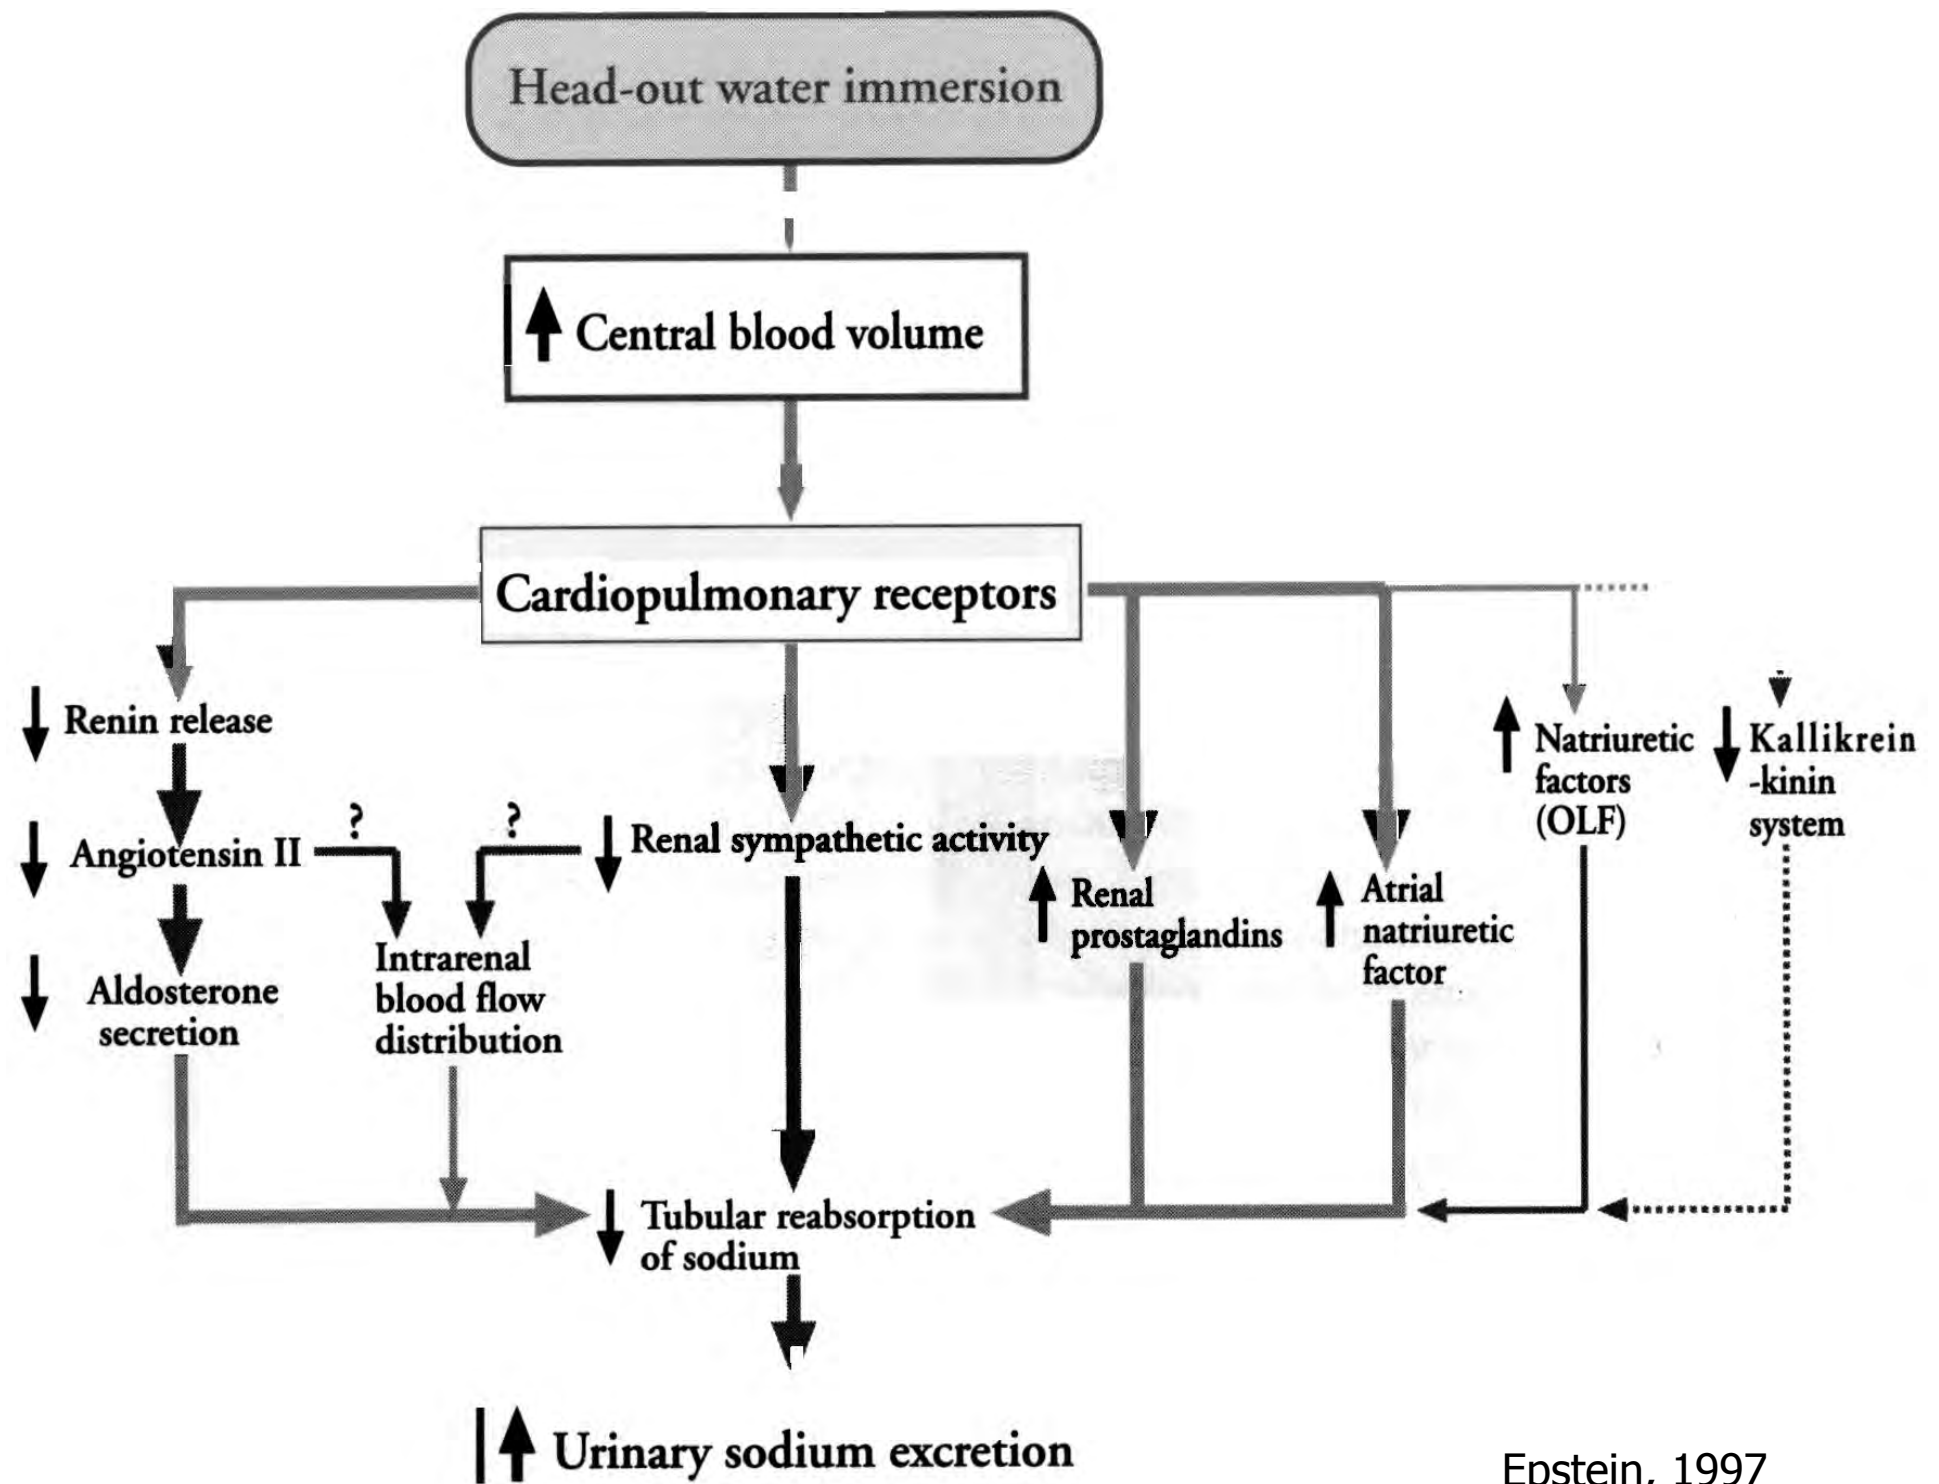 Head-out water immersion
Central blood volume
Cardiopulmonary receptors
Renin release
Angiotensin II
?
?
Renal sympathetic activity
Aldosterone
secretion
Intrarenal
blood flow
distribution
Renal
prostaglandins
Atrial
natriuretic
factor
Natriuretic
factors
(OLF)
Kallikrein
-kinin
system
Tubular reabsorption
of sodium
Urinary sodium excretion
Epstein, 1997